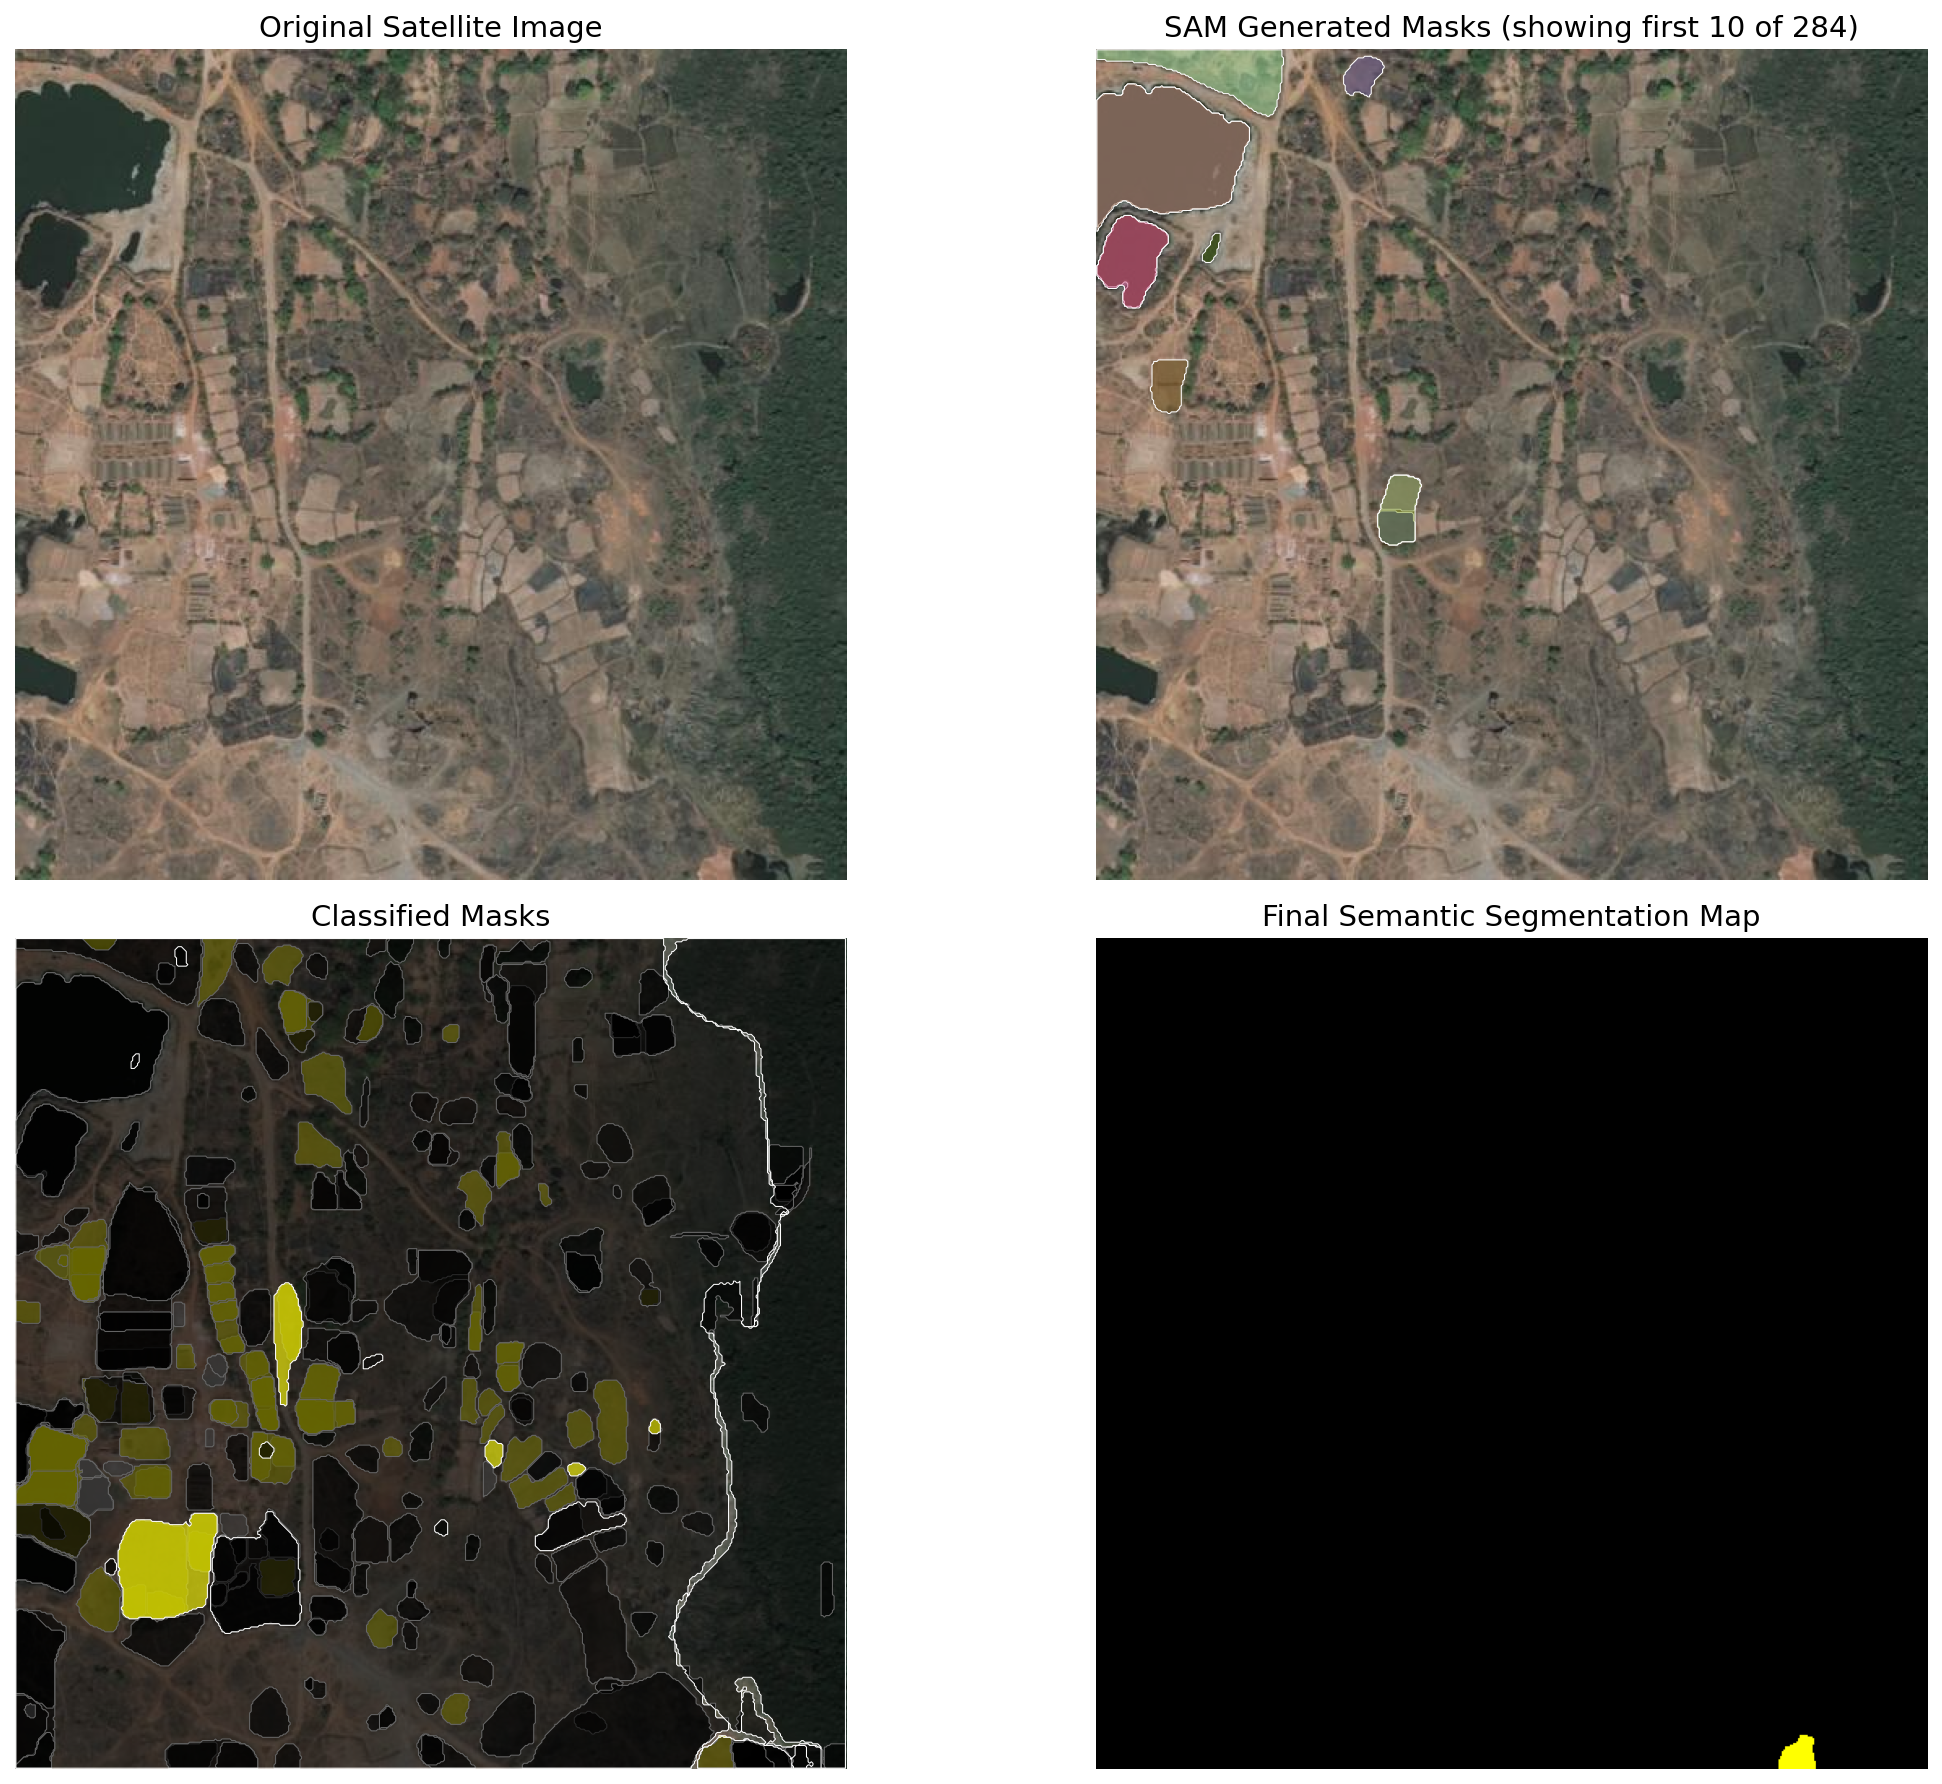 Original Satellite Image
SAM Generated Masks (showing first 10 of 284)
Classified Masks
Final Semantic Segmentation Map